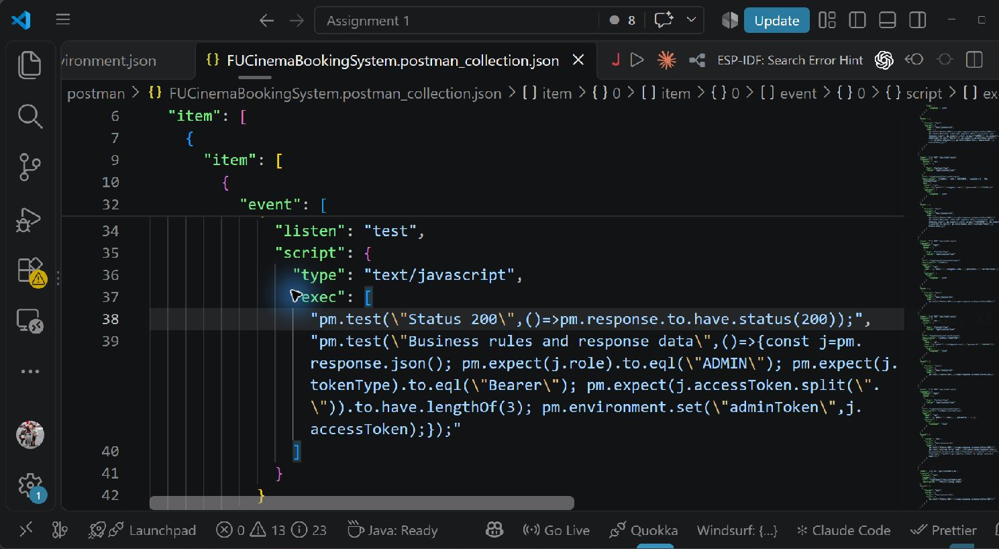 Assignment 1
8
Update
ironment.json
{} FUCinemaBookingSystem.postman_collection.json
J
ESP-IDF: Search Error Hint
postman > {} FUCinemaBookingSystem.postman_collection.json > [] item > {} 0 > [] item > {} 0 > [] event > {} 0 > {} script > [] ex
6 "item": [
7 {
9 "item": [
10 {
32 "event": [
34 "listen": "test",
35 "script": {
36 "type": "text/javascript",
37 exec": [
38 "pm.test(\"Status 200\",()=>pm.response.to.have.status(200));",
39 "pm.test(\"Business rules and response data\",()=>{const j=pm.
response.json(); pm.expect(j.role).to.eql(\"ADMIN\"); pm.expect(j.
tokenType).to.eql(\"Bearer\"); pm.expect(j.accessToken.split(\".
\")).to.have.lengthOf(3); pm.environment.set(\"adminToken\",j.
accessToken);});"
40 ]
41 }
42 }
1
Launchpad
0 13 23
Java: Ready
Go Live
Quokka
Windsurf: {...}
Claude Code
Prettier